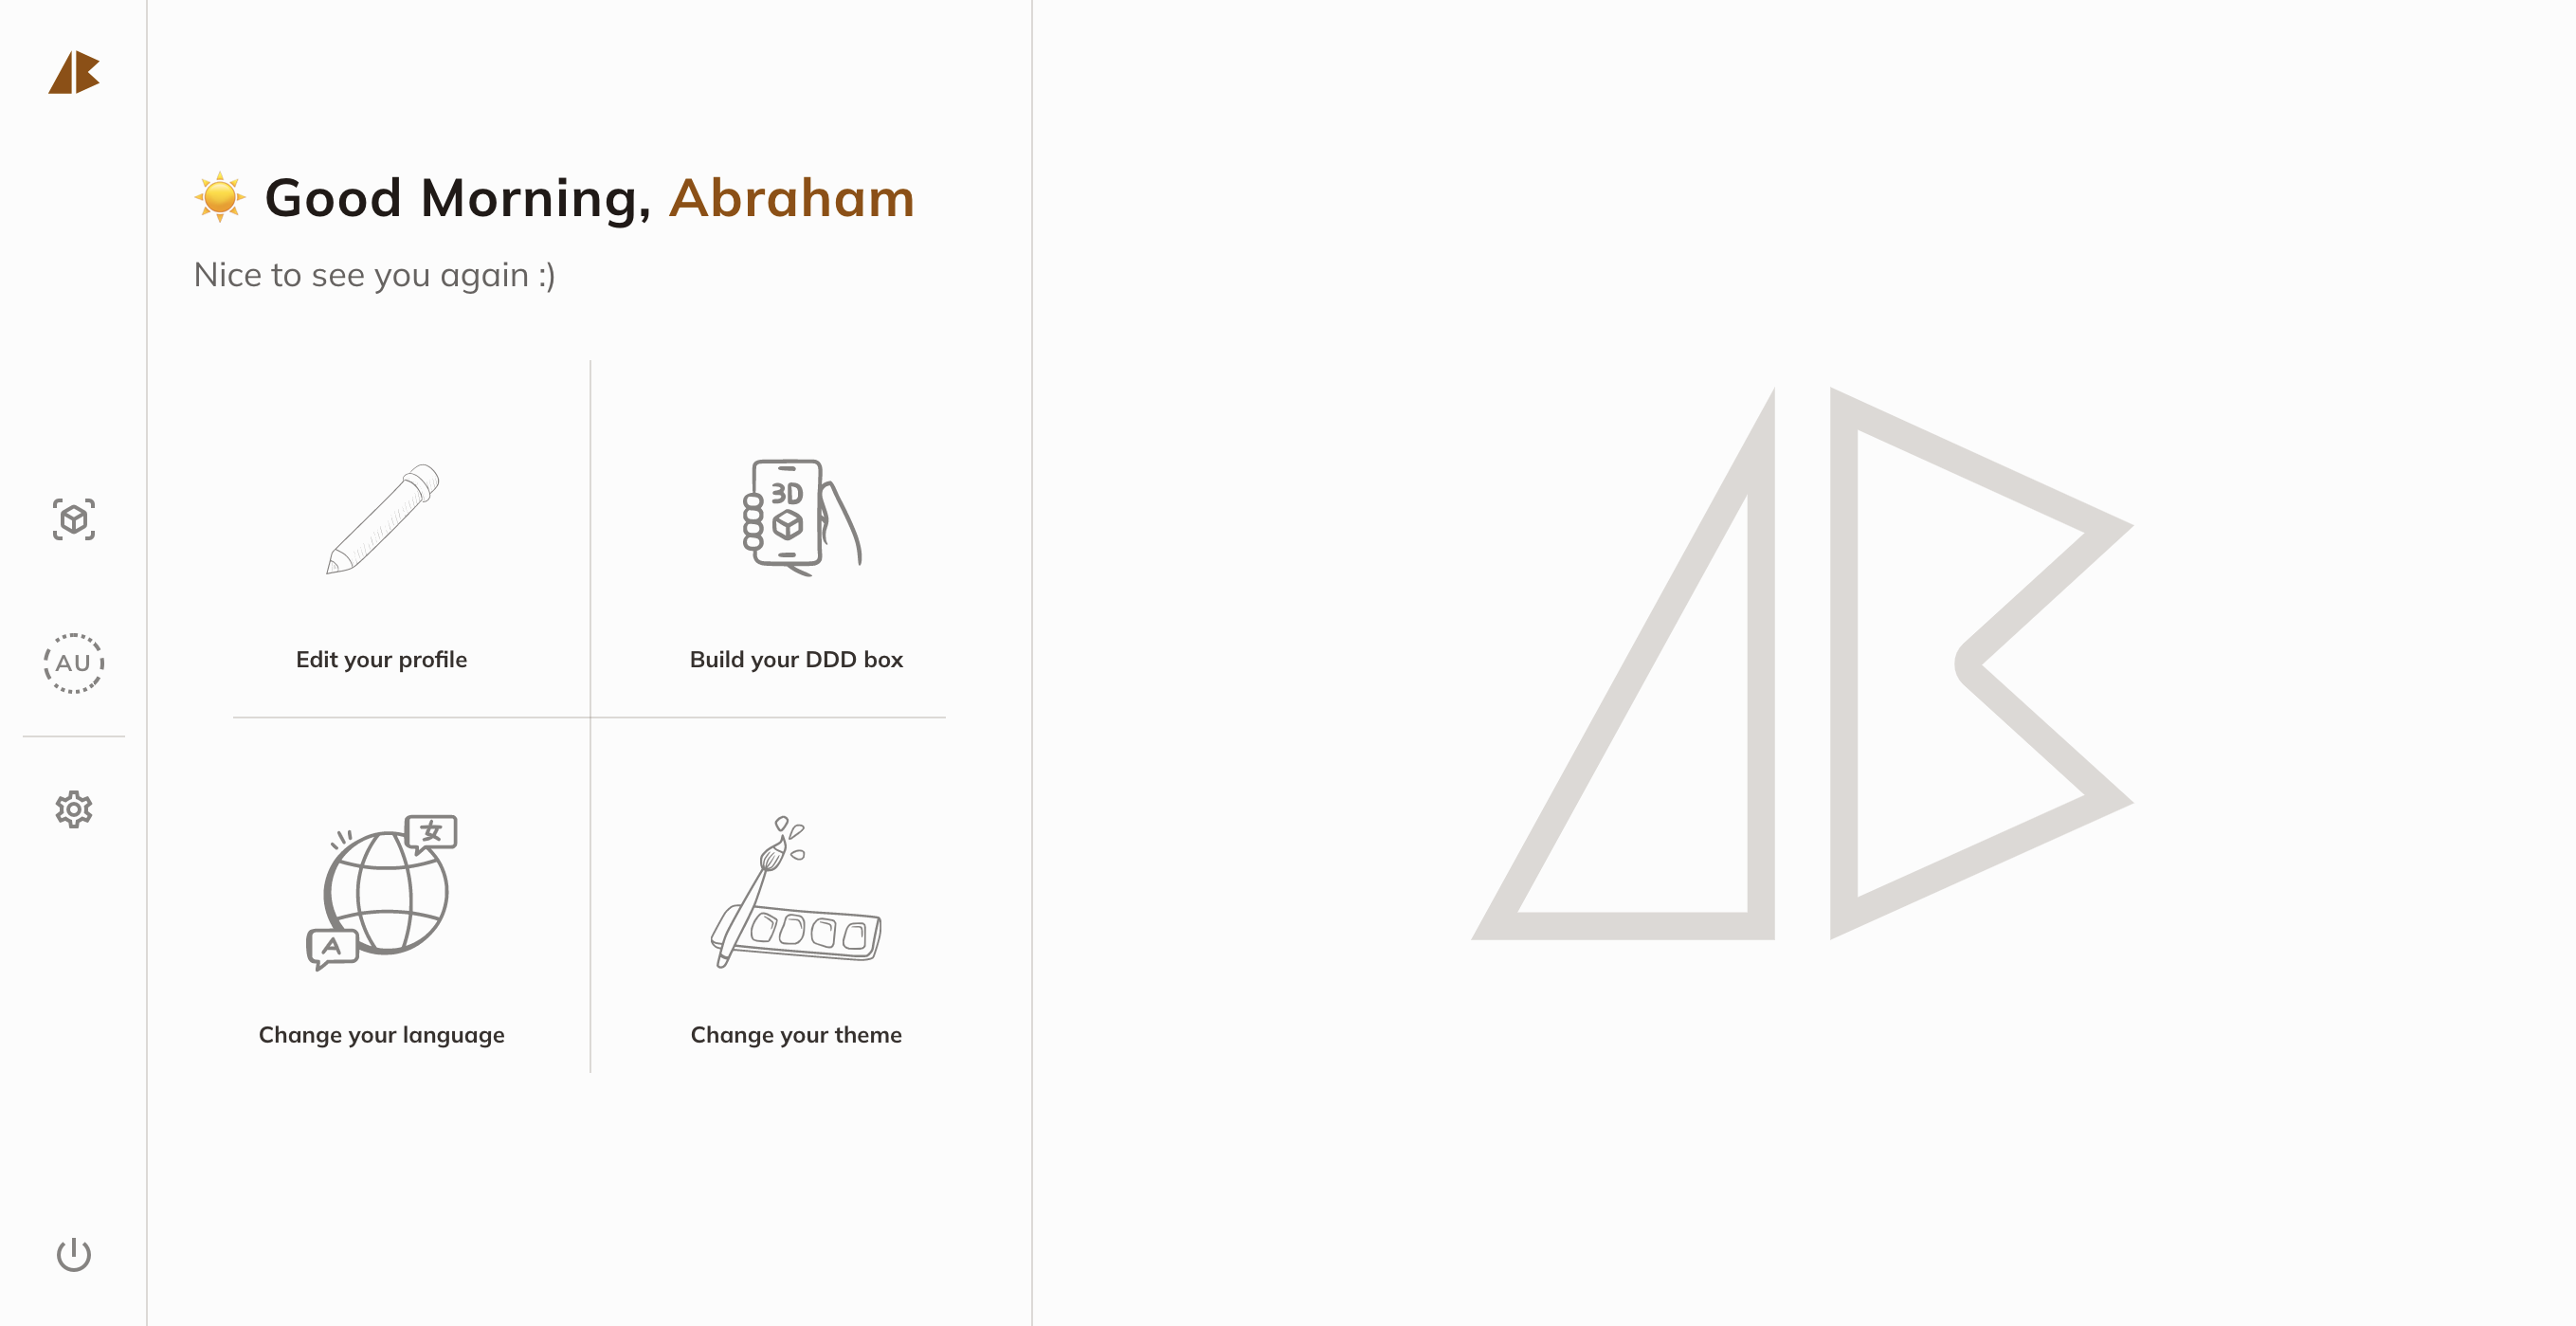 ☀️ Good Morning, Abraham
Nice to see you again :)
3D
Edit your profile
Build your DDD box
AU
女
A
Change your language
Change your theme